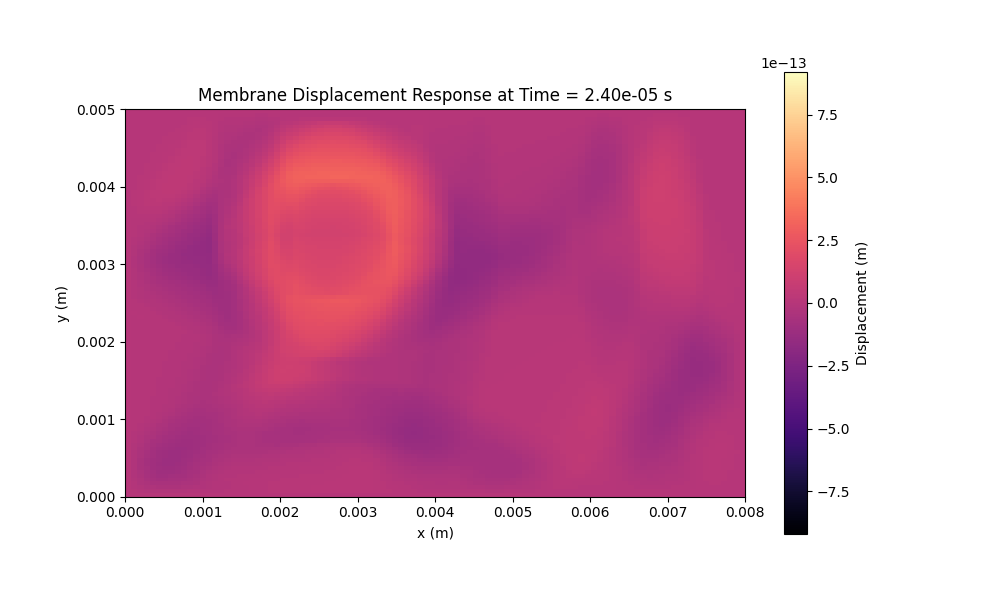 1e−13
Membrane Displacement Response at Time = 2.40e-05 s
0.005
0.004
0.003
0.002
0.001
0.000
y (m)
0.000 0.001 0.002 0.003 0.004 0.005 0.006 0.007 0.008
x (m)
7.5
5.0
2.5
0.0
−2.5
−5.0
−7.5
Displacement (m)